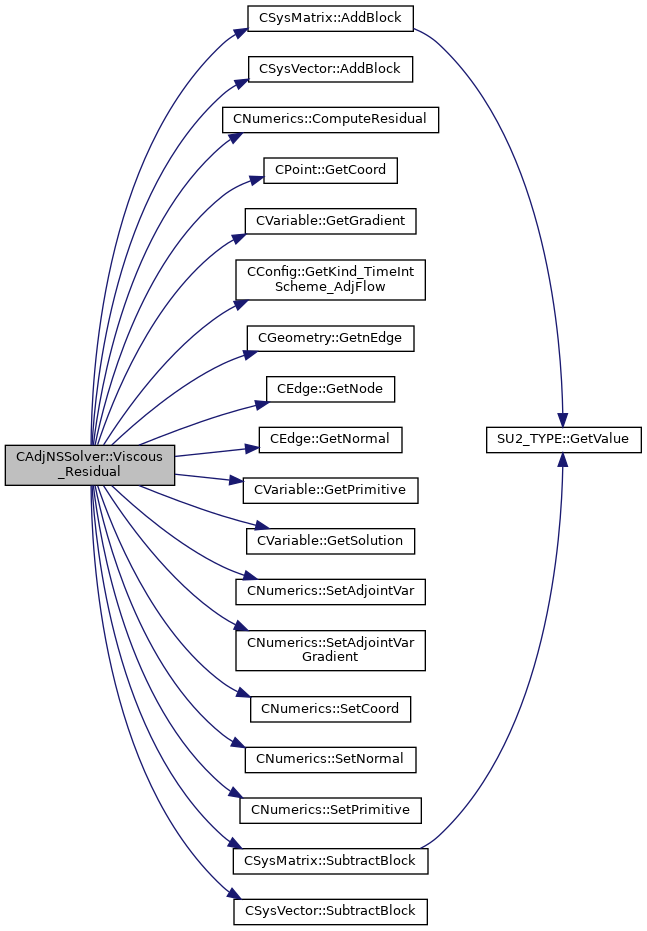 CSysMatrix::AddBlock
CSysVector::AddBlock
CNumerics::ComputeResidual
CPoint::GetCoord
CVariable::GetGradient
CConfig::GetKind_TimeInt
Scheme_AdjFlow
CGeometry::GetnEdge
CEdge::GetNode
CEdge::GetNormal
SU2_TYPE::GetValue
CAdjNSSolver::Viscous
_Residual
CVariable::GetPrimitive
CVariable::GetSolution
CNumerics::SetAdjointVar
CNumerics::SetAdjointVar
Gradient
CNumerics::SetCoord
CNumerics::SetNormal
CNumerics::SetPrimitive
CSysMatrix::SubtractBlock
CSysVector::SubtractBlock